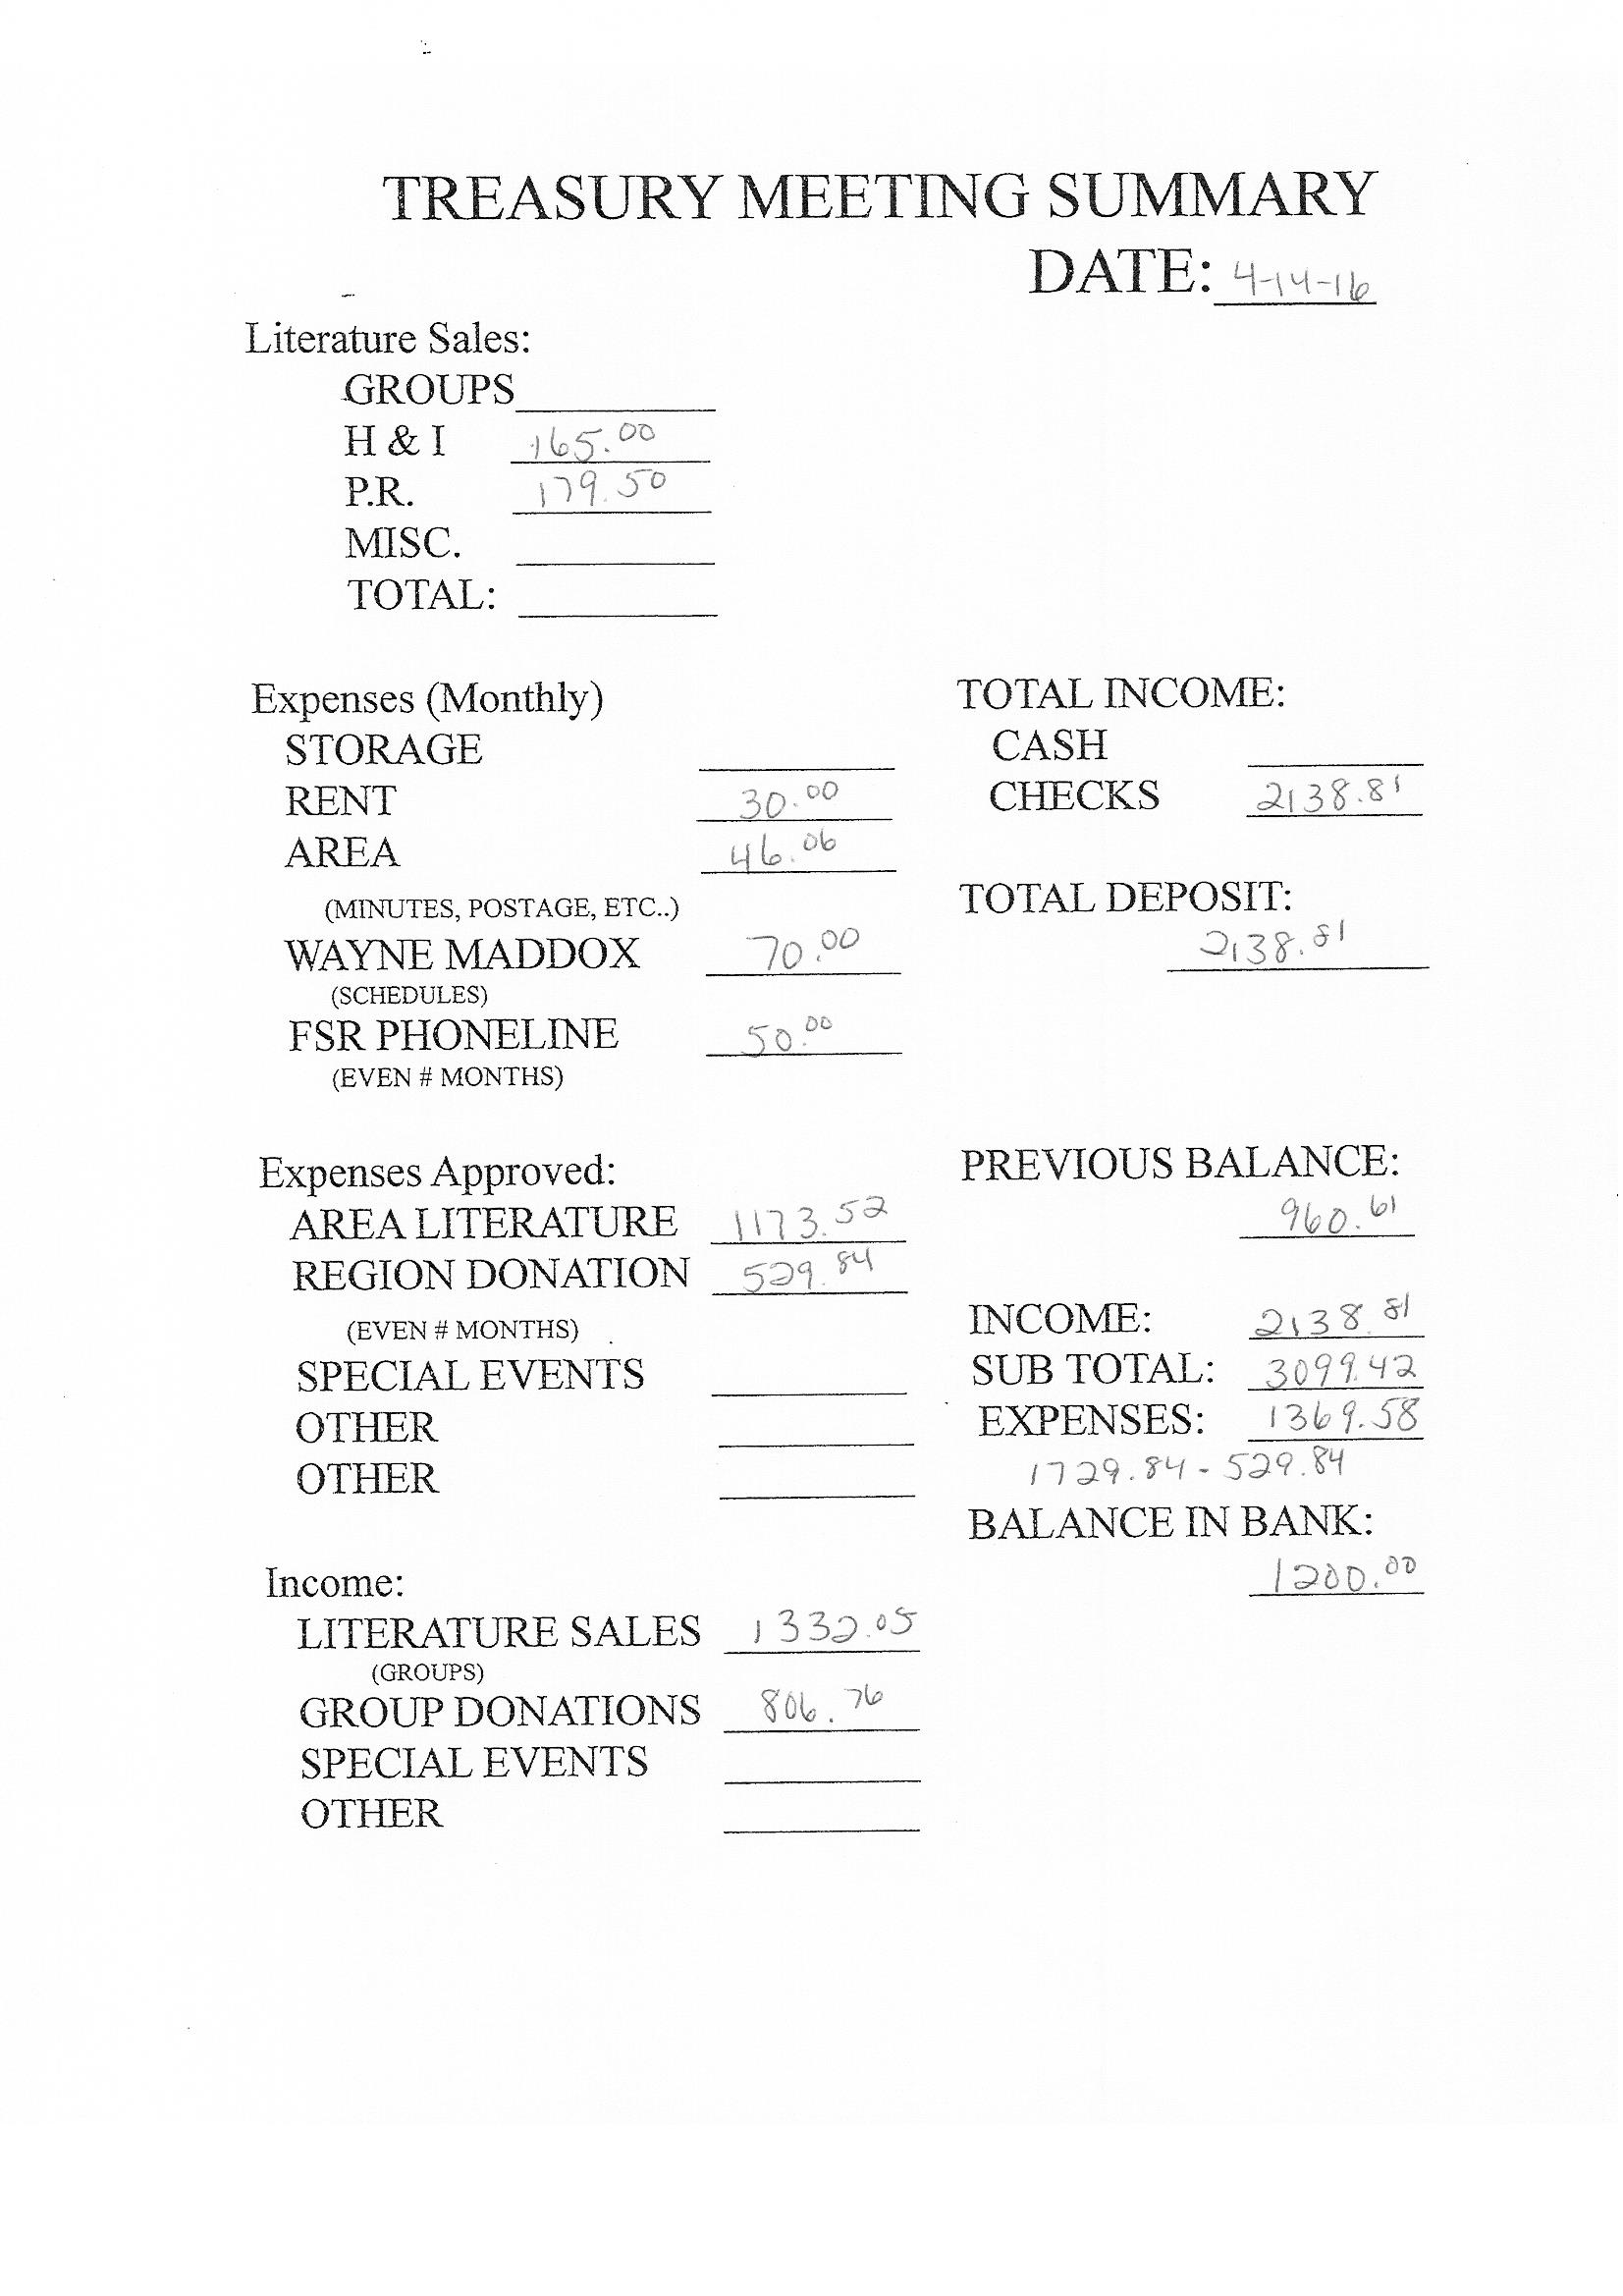 TREASURY MEETING SUMMARY
DATE: 4-14-16
Literature Sales:
GROUPS
H & I 165.00
P.R. 179.50
MISC.
TOTAL:
Expenses (Monthly)
STORAGE
RENT 30.00
AREA 46.06
(MINUTES, POSTAGE, ETC..)
WAYNE MADDOX 70.00
(SCHEDULES)
FSR PHONELINE 50.00
(EVEN # MONTHS)
TOTAL INCOME:
CASH
CHECKS 2138.81
TOTAL DEPOSIT:
2138.81
Expenses Approved:
AREA LITERATURE 1173.52
REGION DONATION 529.84
(EVEN # MONTHS)
SPECIAL EVENTS
OTHER
OTHER
PREVIOUS BALANCE:
960.61
INCOME: 2138.81
SUB TOTAL: 3099.42
EXPENSES: 1369.58
1729.84 - 529.84
BALANCE IN BANK:
1200.00
Income:
LITERATURE SALES 1332.05
(GROUPS)
GROUP DONATIONS 806.76
SPECIAL EVENTS
OTHER